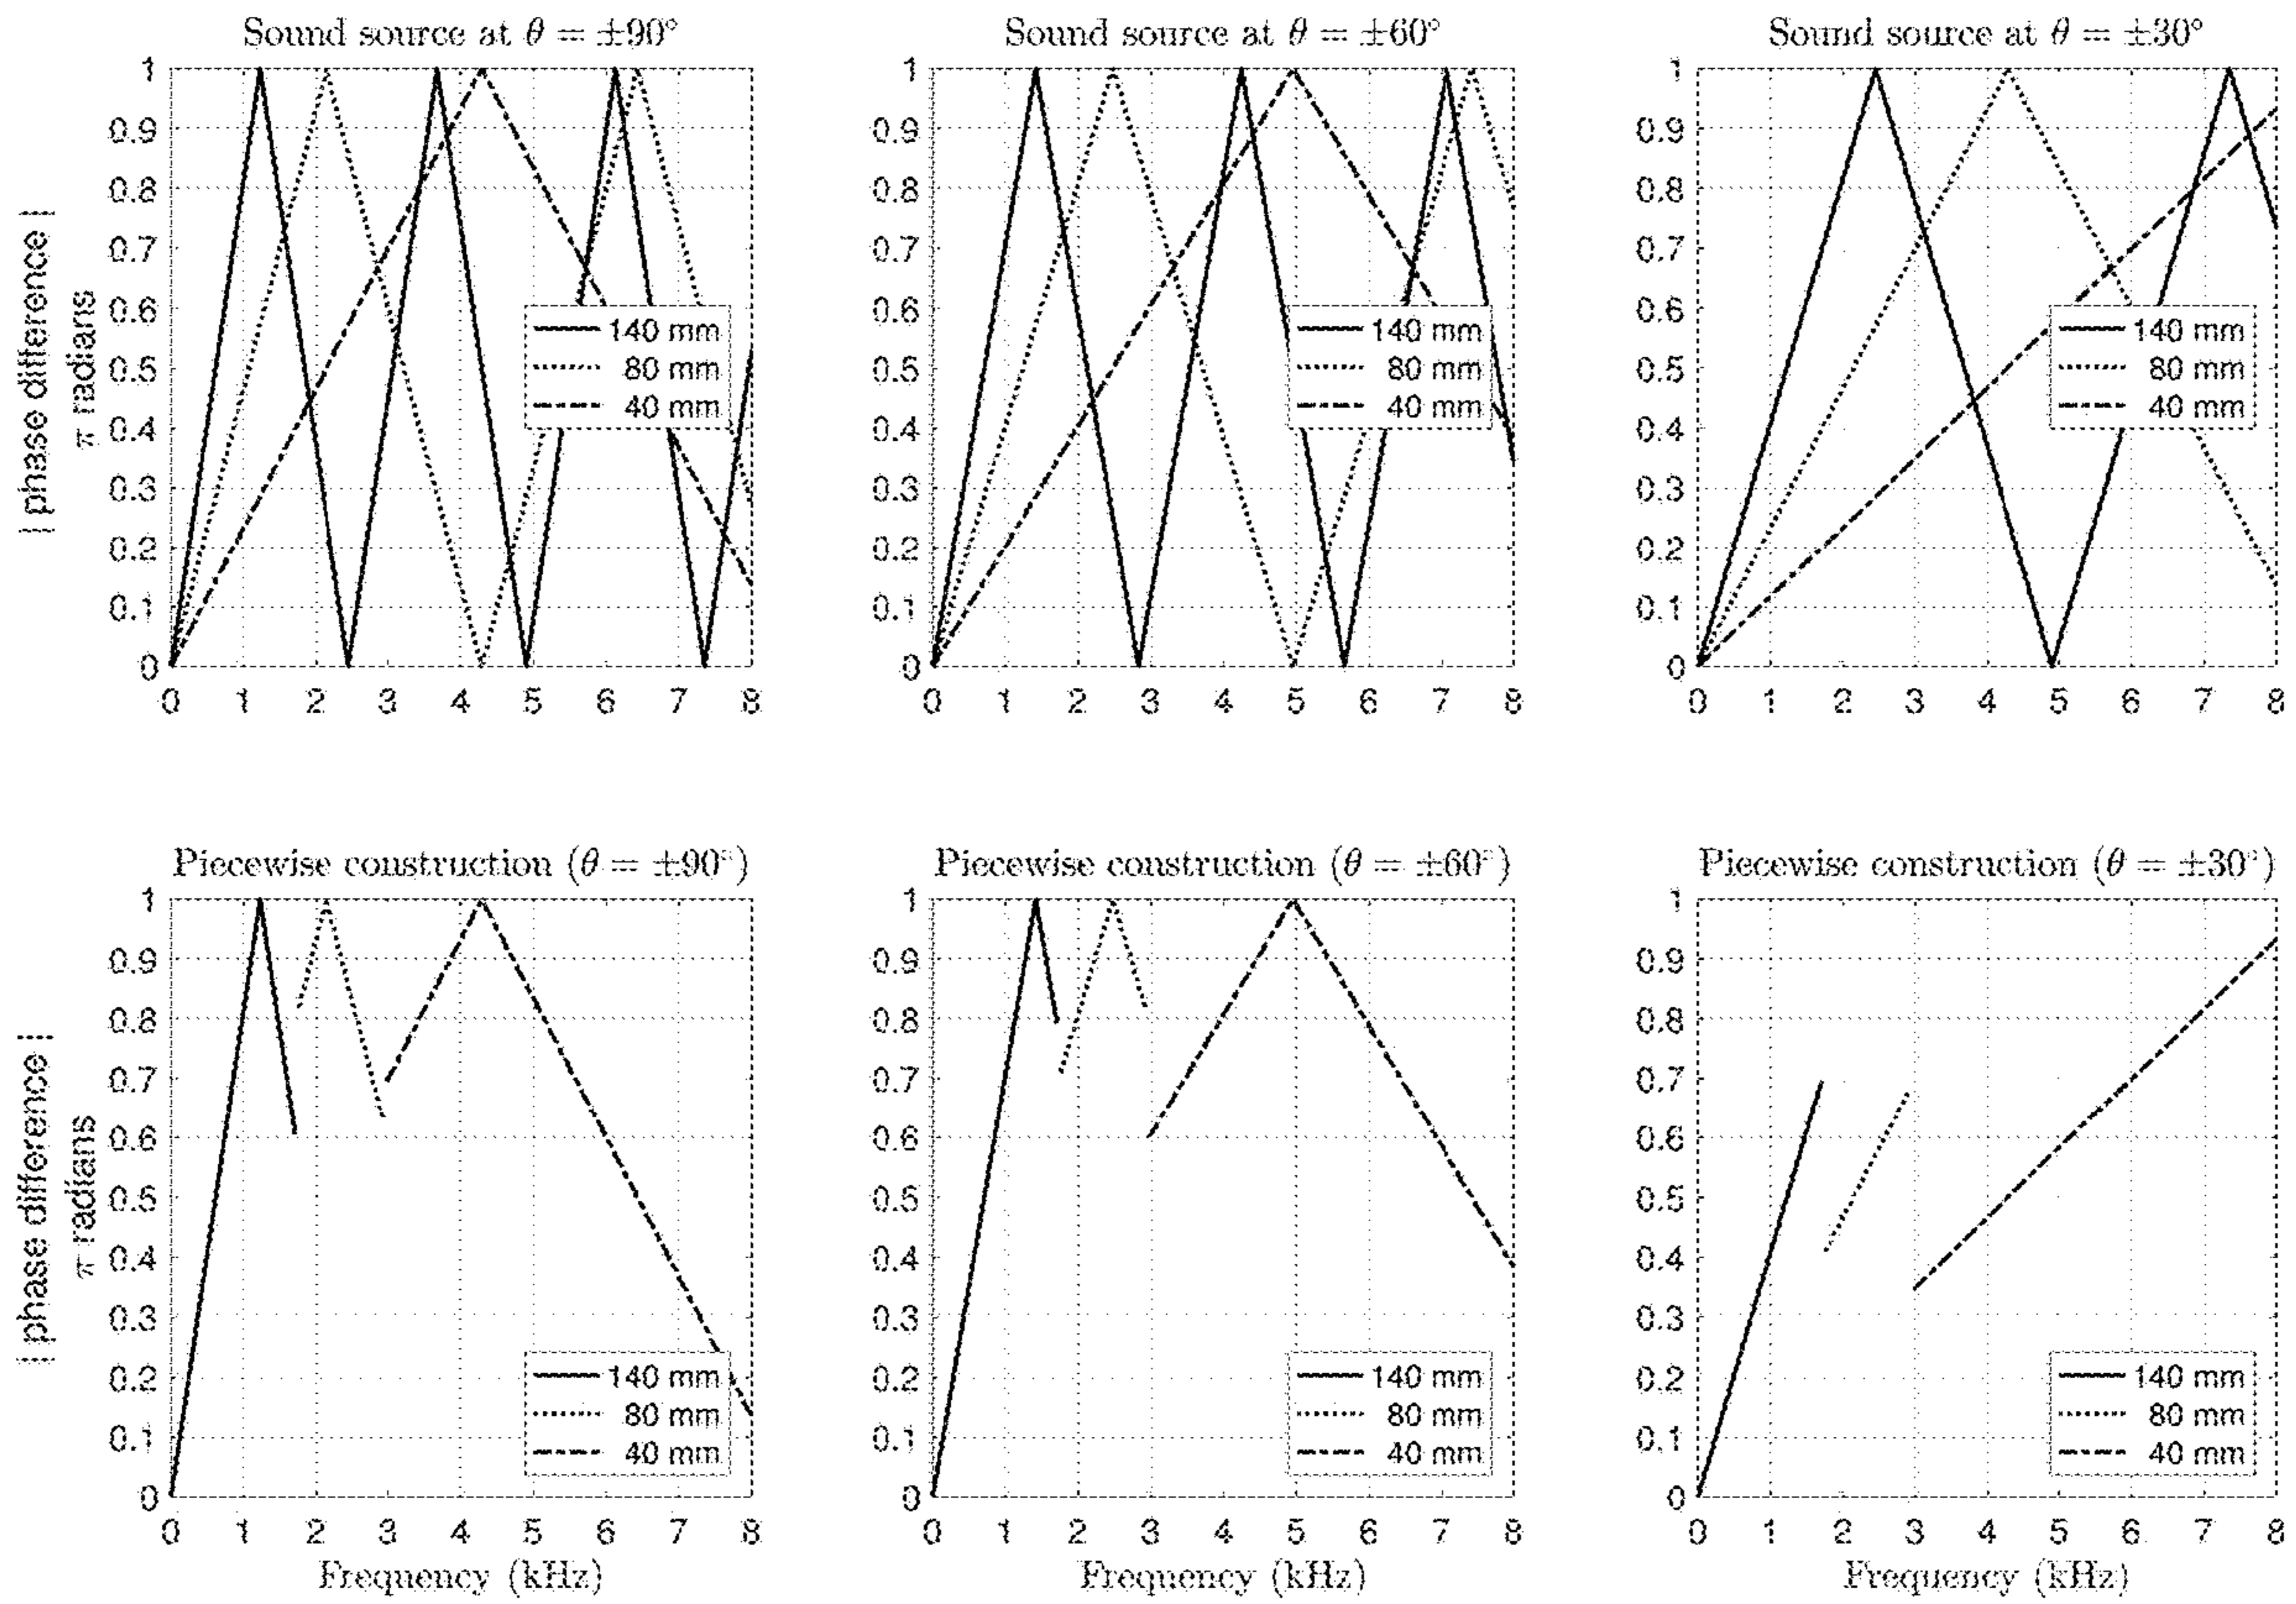 Sound source at θ = ±90°
Sound source at θ = ±60°
Sound source at θ = ±30°
| phase difference |
π radians
1
0.9
0.8
0.7
0.6
0.5
0.4
0.3
0.2
0.1
0
0 1 2 3 4 5 6 7 8
140 mm
80 mm
40 mm
1
0.9
0.8
0.7
0.6
0.5
0.4
0.3
0.2
0.1
0
0 1 2 3 4 5 6 7 8
140 mm
80 mm
40 mm
1
0.9
0.8
0.7
0.6
0.5
0.4
0.3
0.2
0.1
0
0 1 2 3 4 5 6 7 8
140 mm
80 mm
40 mm
Piecewise construction (θ = ±90°)
Piecewise construction (θ = ±60°)
Piecewise construction (θ = ±30°)
| phase difference |
π radians
1
0.9
0.8
0.7
0.6
0.5
0.4
0.3
0.2
0.1
0
0 1 2 3 4 5 6 7 8
Frequency (kHz)
140 mm
80 mm
40 mm
1
0.9
0.8
0.7
0.6
0.5
0.4
0.3
0.2
0.1
0
0 1 2 3 4 5 6 7 8
Frequency (kHz)
140 mm
80 mm
40 mm
1
0.9
0.8
0.7
0.6
0.5
0.4
0.3
0.2
0.1
0
0 1 2 3 4 5 6 7 8
Frequency (kHz)
140 mm
80 mm
40 mm